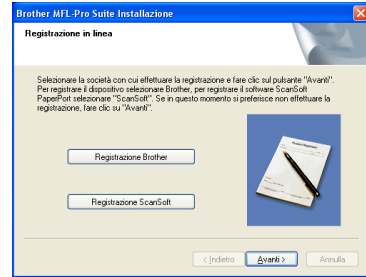 Brother MFL-Pro Suite Installazione
Registrazione in linea
Selezionare la società con cui effettuare la registrazione e fare clic sul pulsante "Avanti".
Per registrare il dispositivo selezionare Brother, per registrare il software ScanSoft
PaperPort selezionare "ScanSoft". Se in questo momento si preferisce non effettuare la
registrazione, fare clic su "Avanti".
Registrazione Brother
Registrazione ScanSoft
Product Registration
< Indietro
Avanti >
Annulla